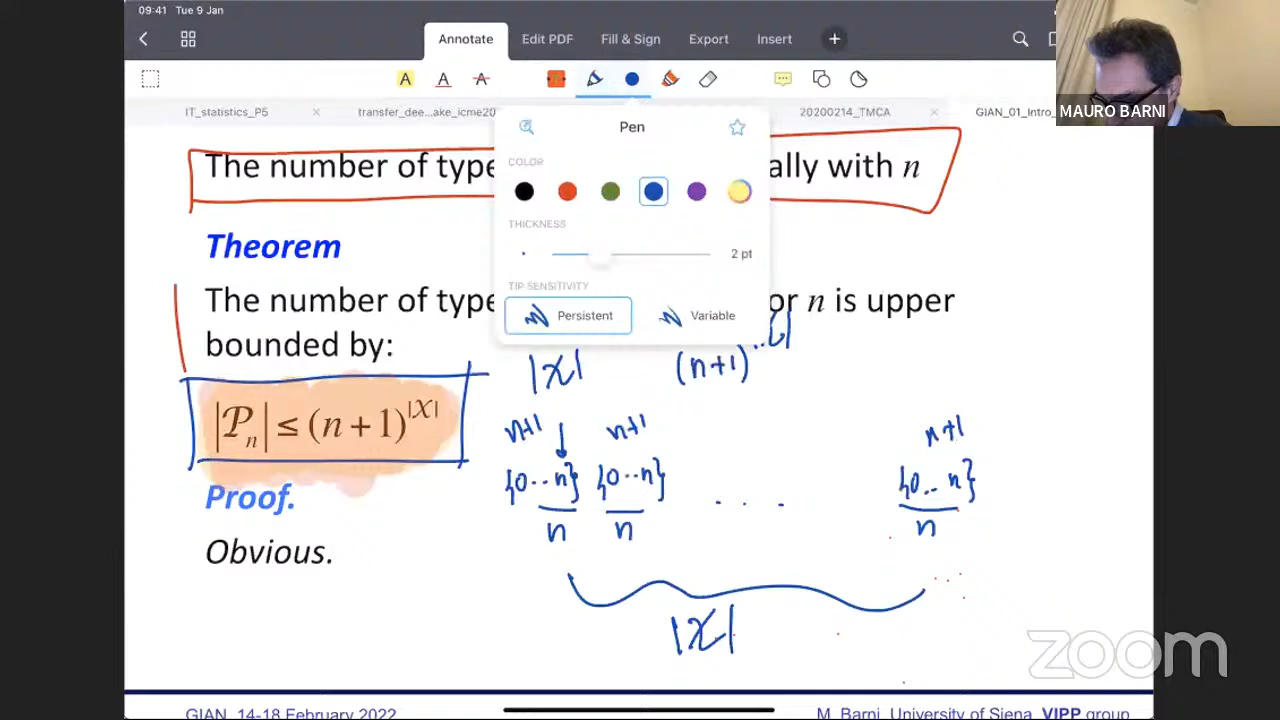 09:41 Tue 9 Jan
Annotate Edit PDF Fill & Sign Export Insert
A A A
IT_statistics_P5 transfer_dee...ake_icme20 20200214_TMCA GIAN_01_Intro_
MAURO BARNI
Pen
COLOR
THICKNESS
2 pt
TIP SENSITIVITY
Persistent Variable
The number of type ally with n
Theorem
The number of type or n is upper
bounded by:
|X| (n+1)^|X|
|𝒫ₙ| ≤ (n + 1)^|X|
n+1 n+1 n+1
{0..n} {0..n} . . . {0..n}
n n n
Proof.
Obvious.
|X|
zoom
GIAN, 14-18 February 2022 M. Barni, University of Siena, VIPP group